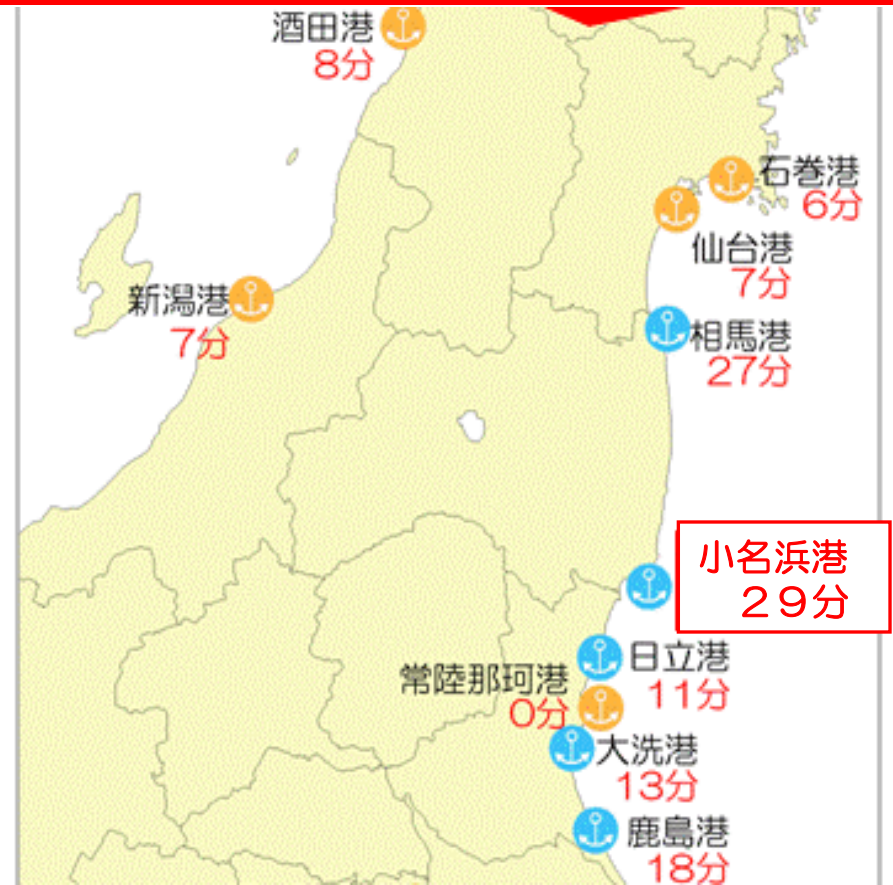 酒田港
8分
石巻港
6分
仙台港
7分
新潟港
7分
相馬港
27分
小名浜港
２９分
日立港
11分
常陸那珂港
0分
大洗港
13分
鹿島港
18分